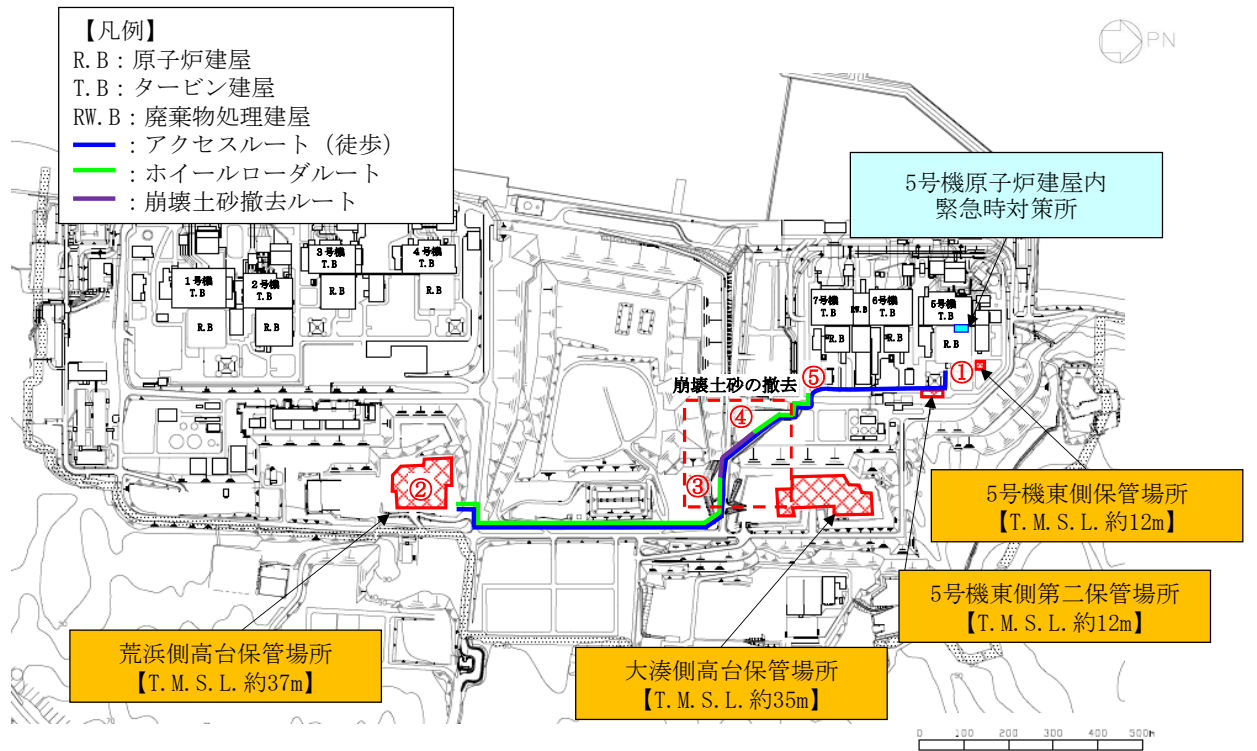 【凡例】
R.B：原子炉建屋
T.B：タービン建屋
RW.B：廃棄物処理建屋
：アクセスルート（徒歩）
：ホイールローダルート
：崩壊土砂撤去ルート
PN
5号機原子炉建屋内
緊急時対策所
1号機
T.B
R.B
2号機
T.B
R.B
3号機
T.B
R.B
4号機
T.B
R.B
7号機
T.B
R.B
RW.B
6号機
T.B
R.B
5号機
T.B
R.B
①
⑤
崩壊土砂の撤去
④
③
②
5号機東側保管場所
【T.M.S.L.約12m】
5号機東側第二保管場所
【T.M.S.L.約12m】
荒浜側高台保管場所
【T.M.S.L.約37m】
大湊側高台保管場所
【T.M.S.L.約35m】
0 100 200 300 400 500m